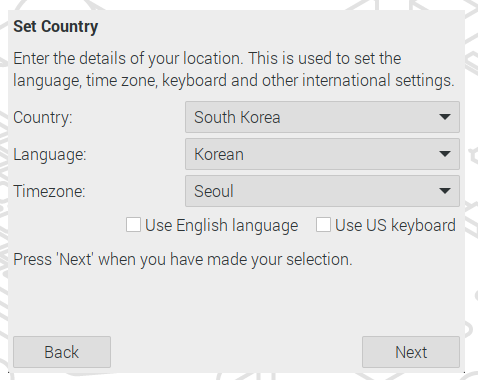 Set Country
Enter the details of your location. This is used to set the
language, time zone, keyboard and other international settings.
Country: South Korea
Language: Korean
Timezone: Seoul
Use English language Use US keyboard
Press 'Next' when you have made your selection.
Back Next